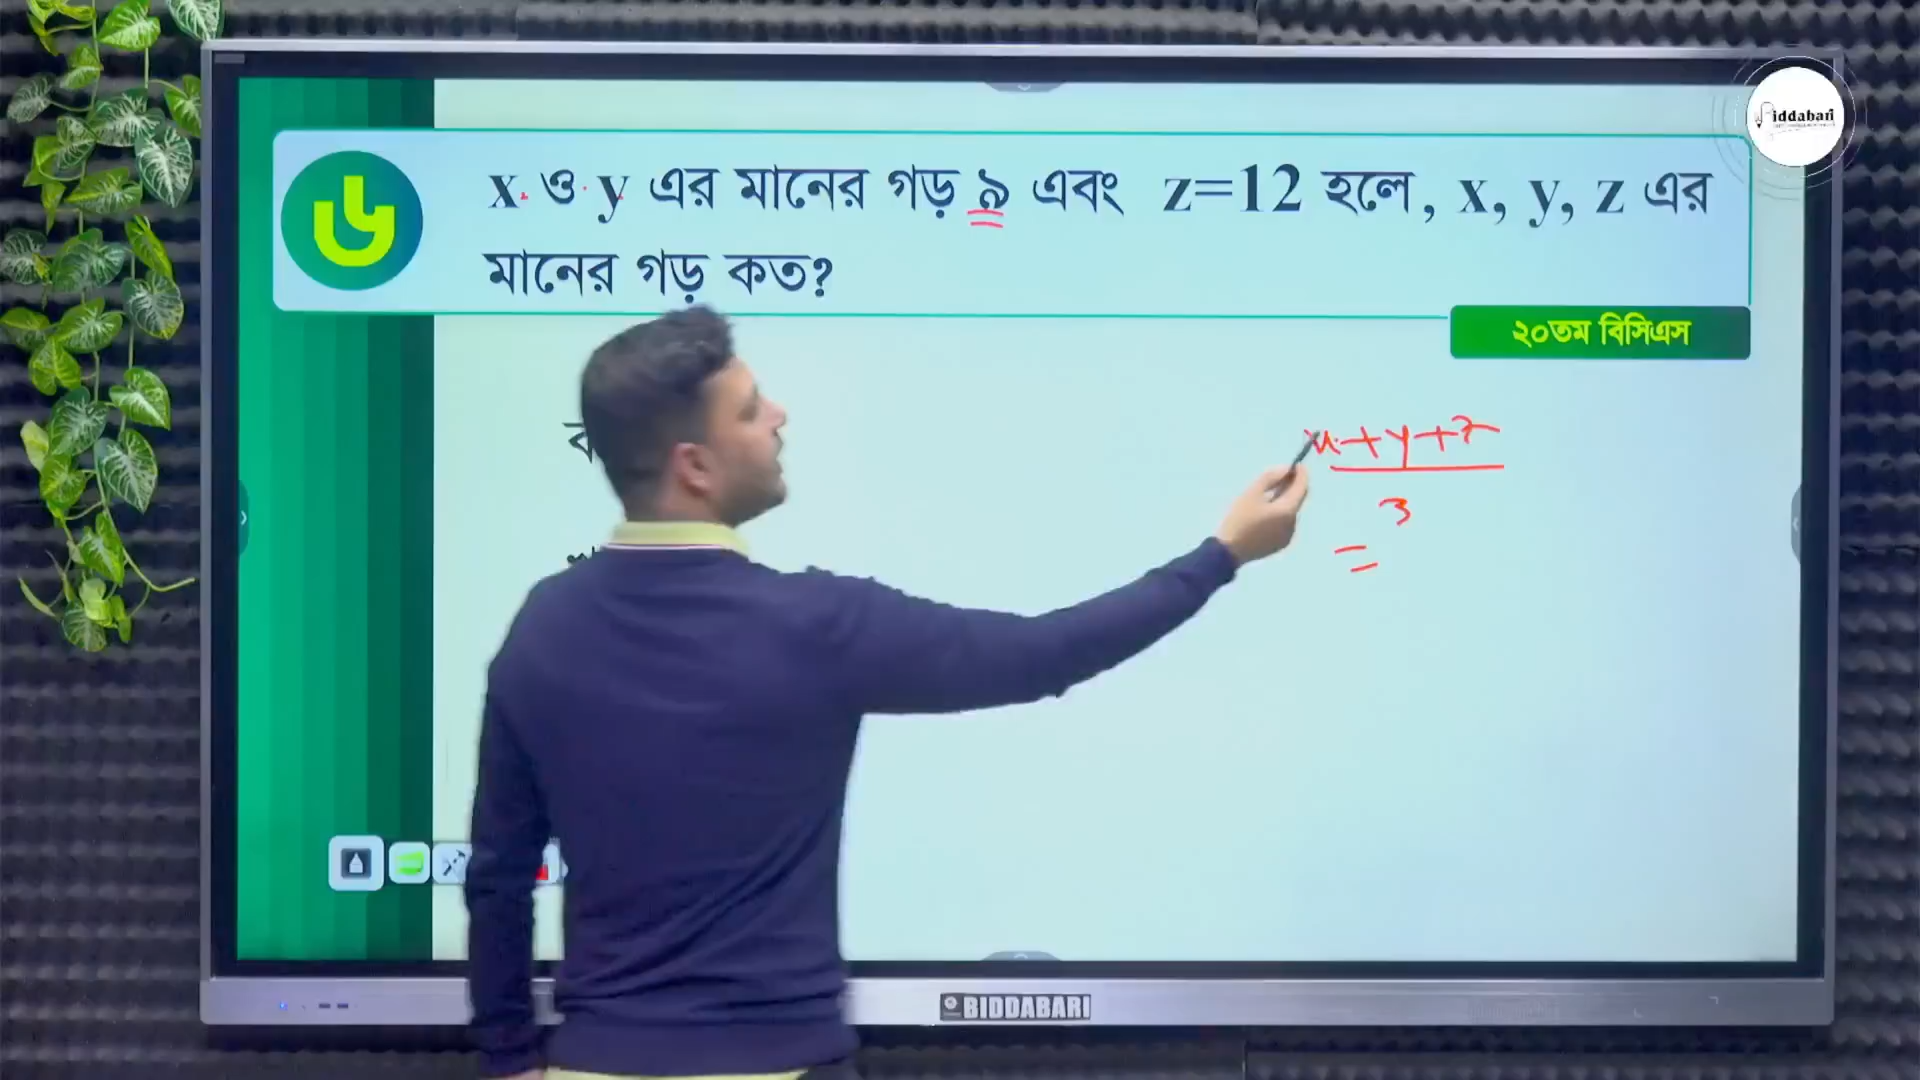 iddabari
৬
x ও y এর মানের গড় ৯ এবং z=12 হলে, x, y, z এর
মানের গড় কত?
২০তম বিসিএস
x+y+z
3
=
BIDDABARI